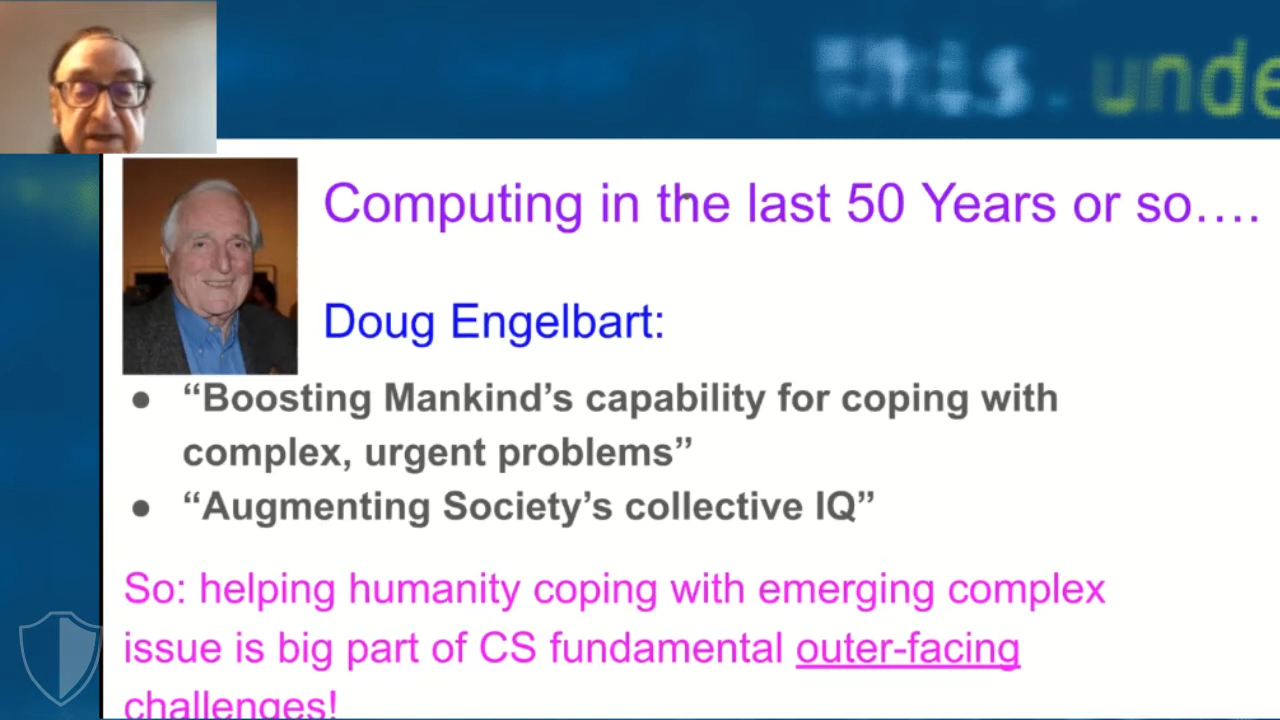 under
Computing in the last 50 Years or so….
Doug Engelbart:
● “Boosting Mankind’s capability for coping with
complex, urgent problems”
● “Augmenting Society’s collective IQ”
So: helping humanity coping with emerging complex
issue is big part of CS fundamental outer-facing
challenges!